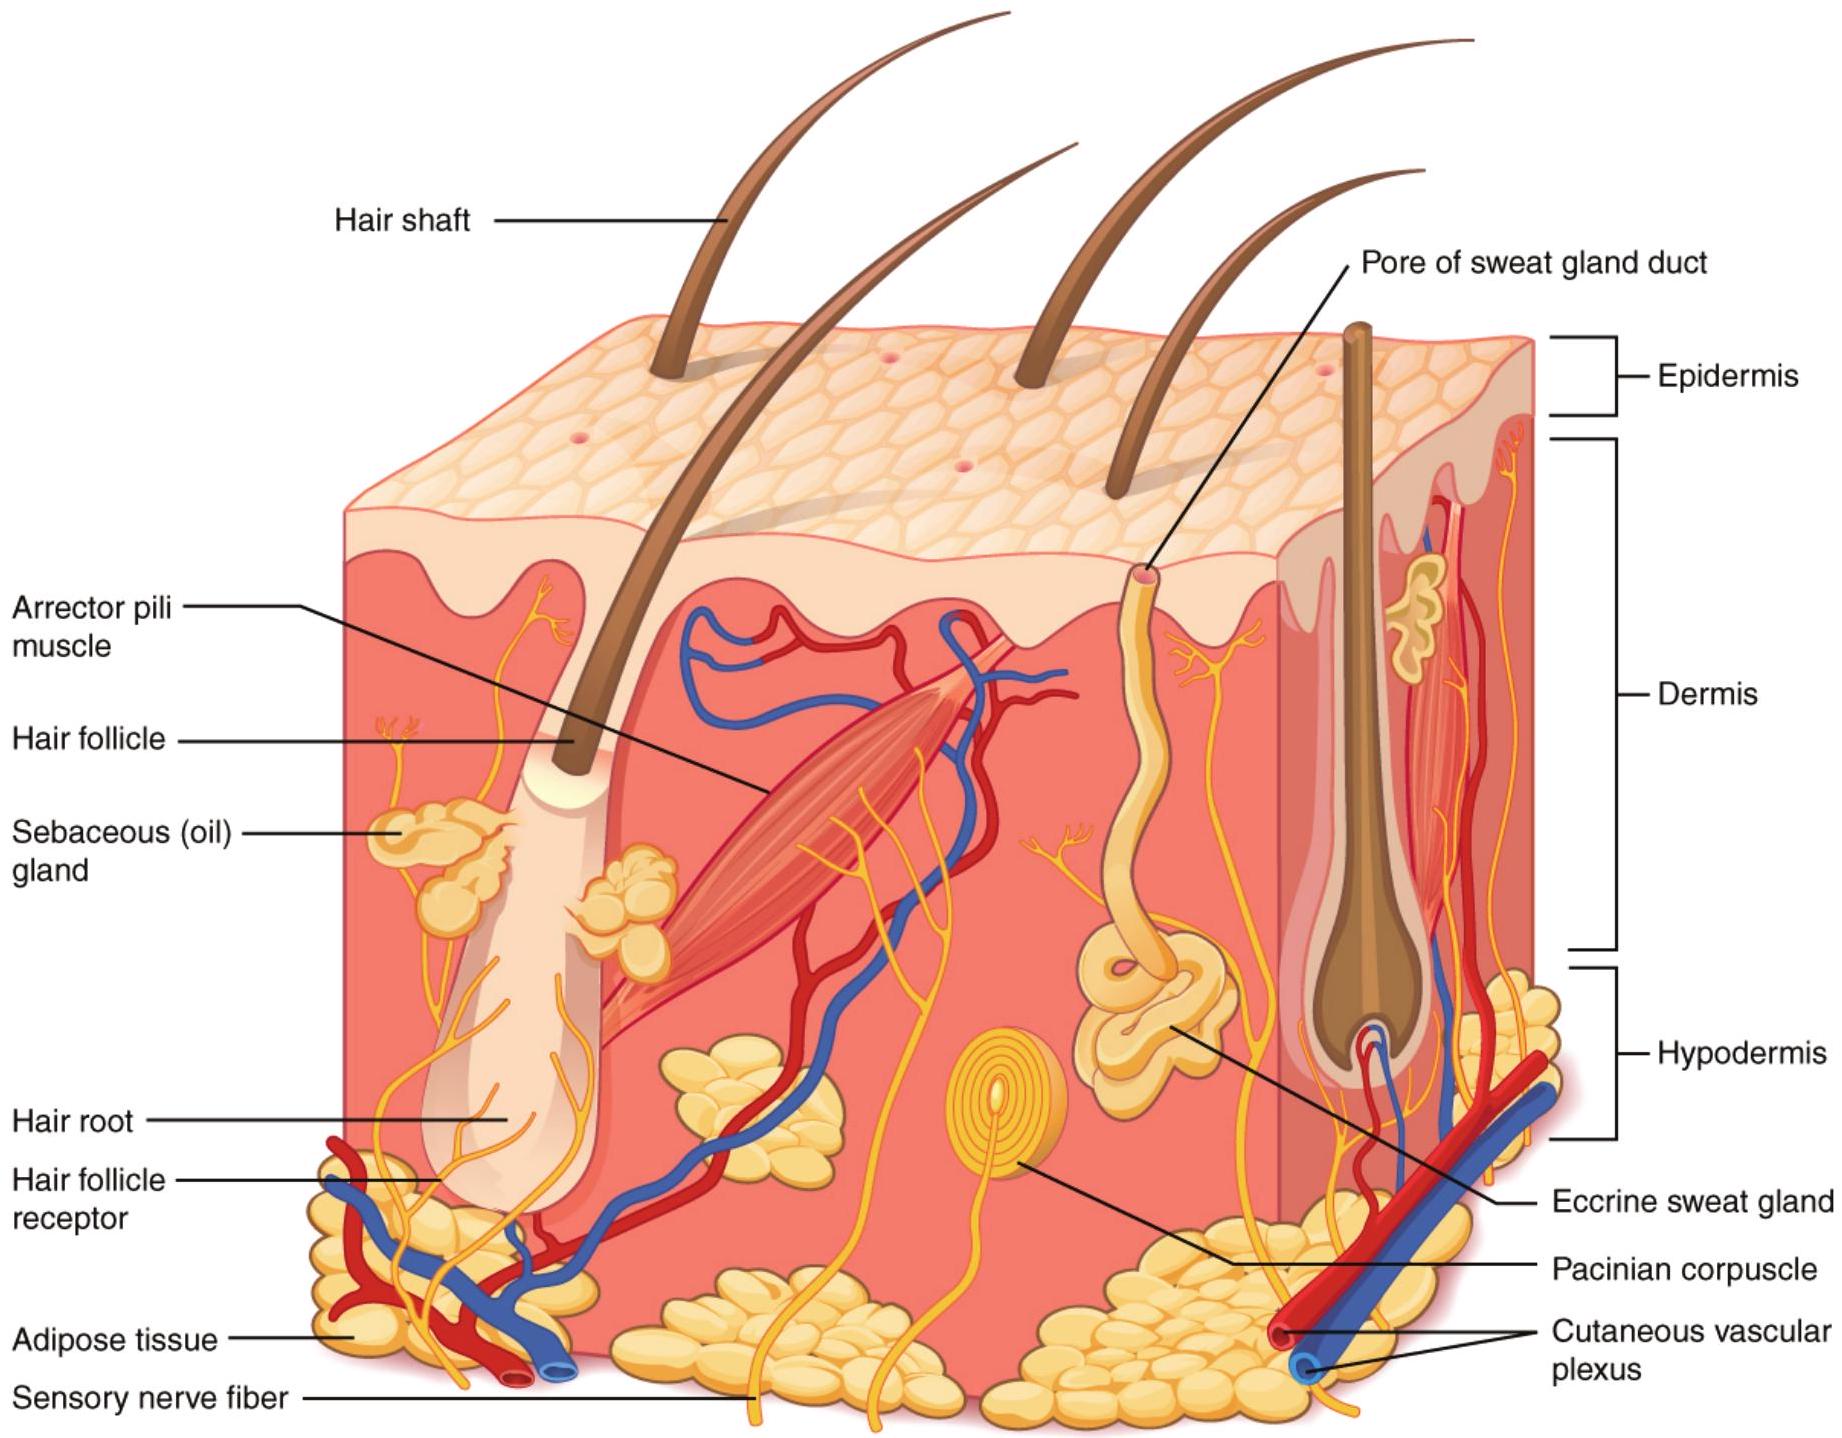 Hair shaft
Pore of sweat gland duct
Epidermis
Arrector pili
muscle
Dermis
Hair follicle
Sebaceous (oil)
gland
Hypodermis
Hair root
Hair follicle
receptor
Eccrine sweat gland
Pacinian corpuscle
Adipose tissue
Cutaneous vascular
plexus
Sensory nerve fiber